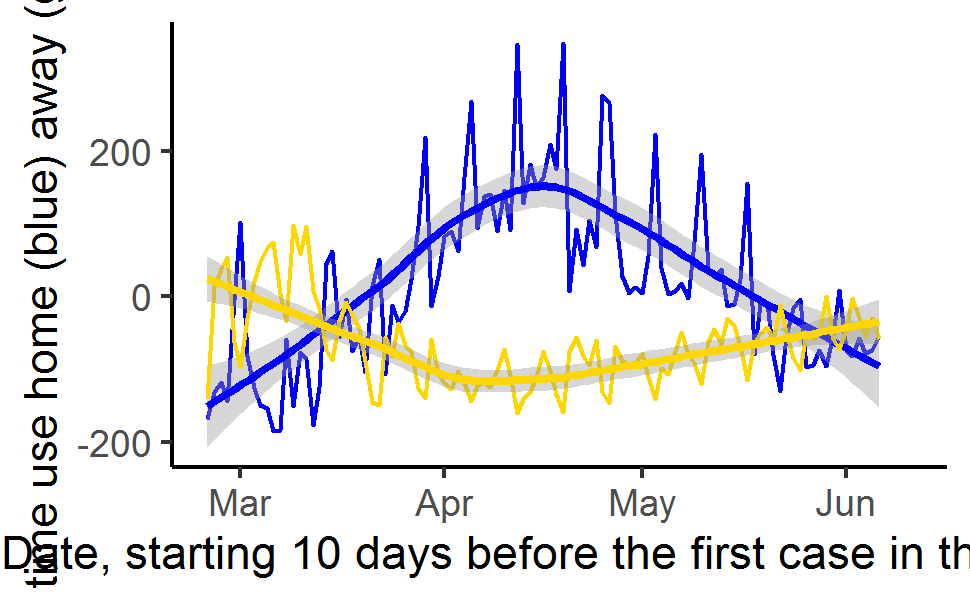 time use home (blue) away (
200
0
-200
Mar Apr May Jun
Date, starting 10 days before the first case in th